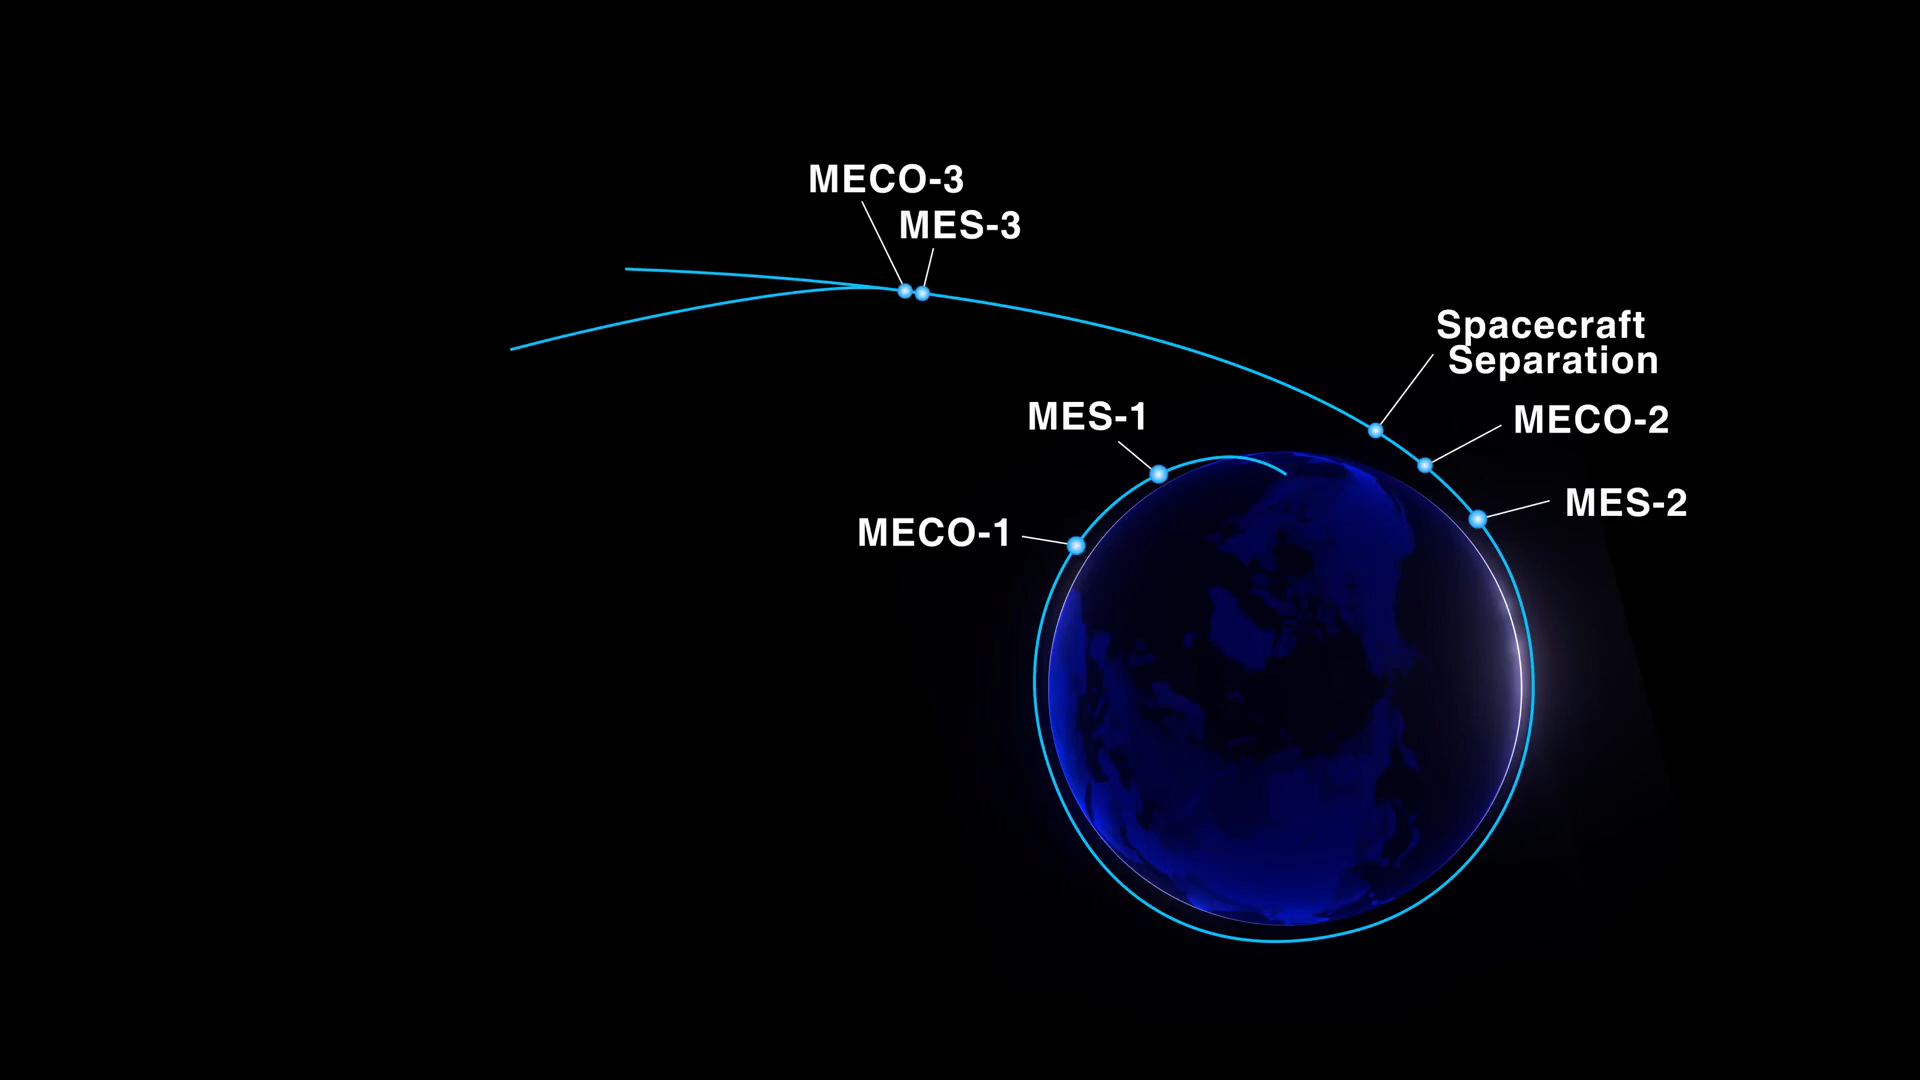 MECO-3
MES-3
Spacecraft
Separation
MES-1
MECO-2
MES-2
MECO-1